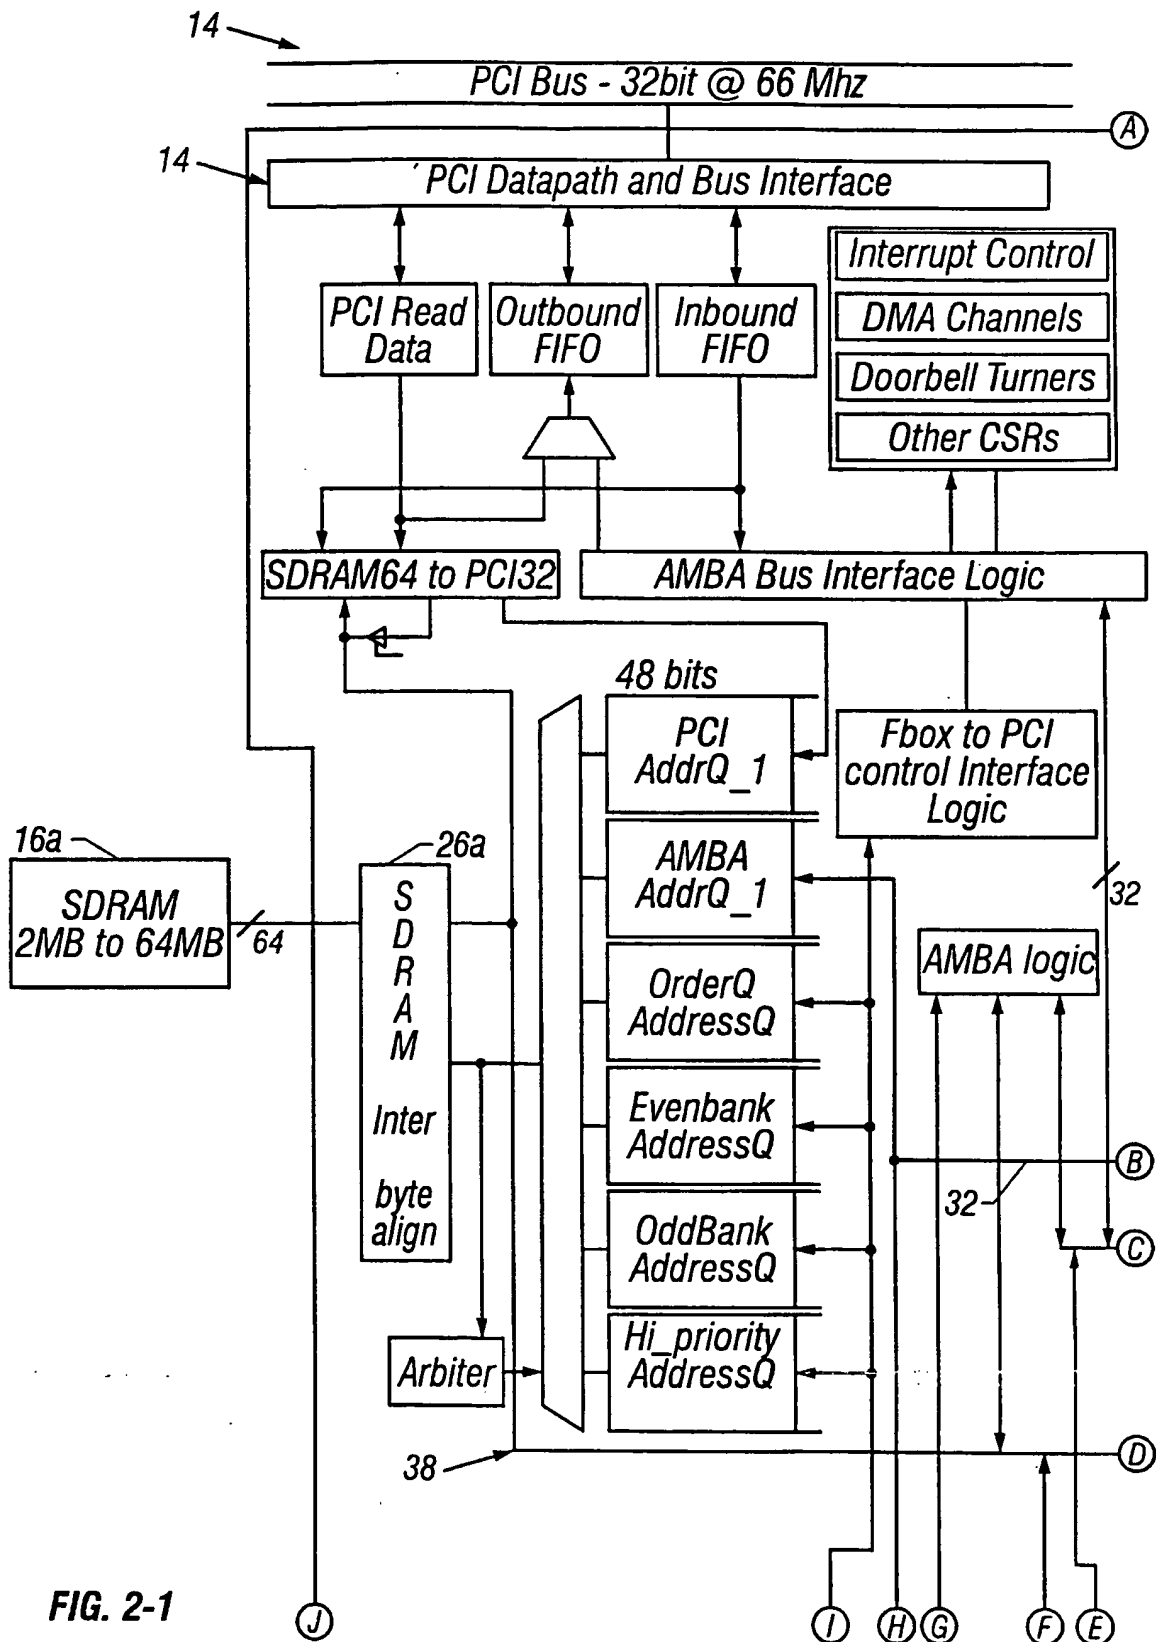 14
PCI Bus - 32bit @ 66 Mhz
A
14
PCI Datapath and Bus Interface
Interrupt Control
DMA Channels
Doorbell Turners
Other CSRs
PCI Read
Data
Outbound
FIFO
Inbound
FIFO
SDRAM64 to PCI32
AMBA Bus Interface Logic
48 bits
PCI
AddrQ_1
Fbox to PCI
control Interface
Logic
16a
SDRAM
2MB to 64MB
64
26a
S
D
R
A
M
Inter
byte
align
AMBA
AddrQ_1
32
AMBA logic
OrderQ
AddressQ
Evenbank
AddressQ
B
32
OddBank
AddressQ
C
Hi_priority
AddressQ
Arbiter
38
D
FIG. 2-1
J
I
H
G
F
E